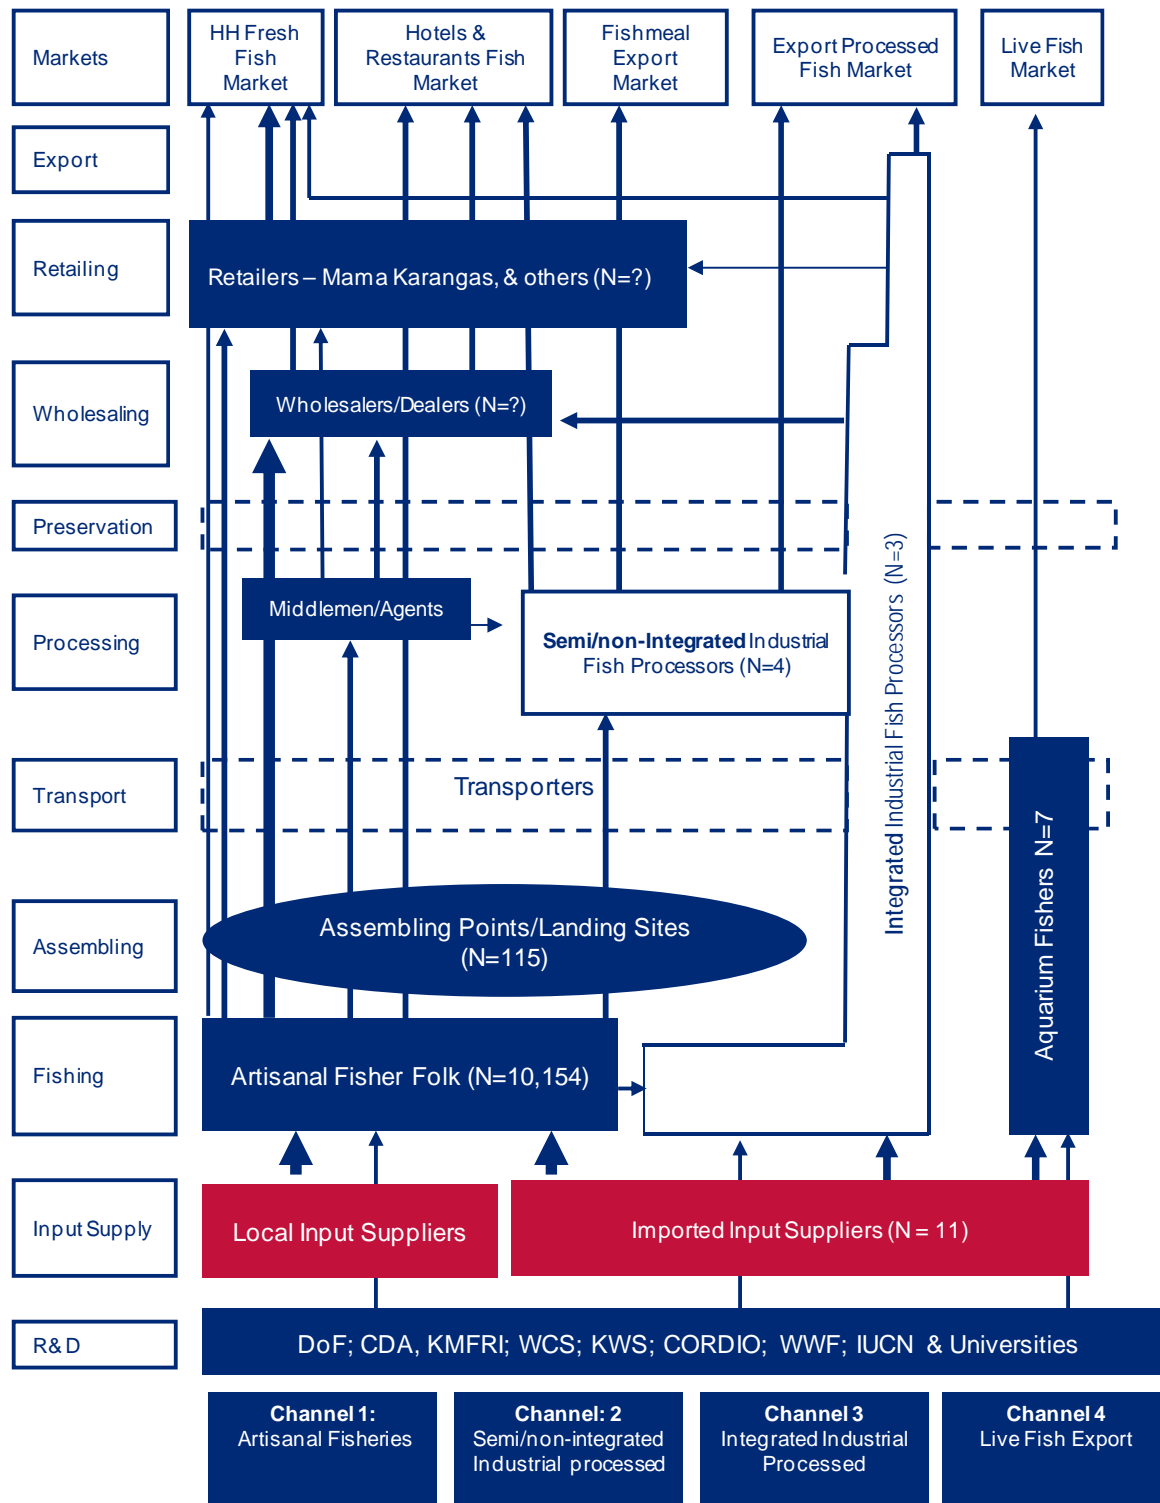 Markets
HH Fresh
Fish
Market
Hotels &
Restaurants Fish
Market
Fishmeal
Export
Market
Export Processed
Fish Market
Live Fish
Market
Export
Retailing
Retailers – Mama Karangas, & others (N=?)
Wholesaling
Wholesalers/Dealers (N=?)
Preservation
Processing
Middlemen/Agents
Semi/non-Integrated Industrial
Fish Processors (N=4)
Integrated Industrial Fish Processors (N=3)
Transport
Transporters
Aquarium Fishers N=7
Assembling
Assembling Points/Landing Sites
(N=115)
Fishing
Artisanal Fisher Folk (N=10,154)
Input Supply
Local Input Suppliers
Imported Input Suppliers (N = 11)
R& D
DoF; CDA, KMFRI; WCS; KWS; CORDIO; WWF; IUCN & Universities
Channel 1:
Artisanal Fisheries
Channel: 2
Semi/non-integrated
Industrial processed
Channel 3
Integrated Industrial
Processed
Channel 4
Live Fish Export